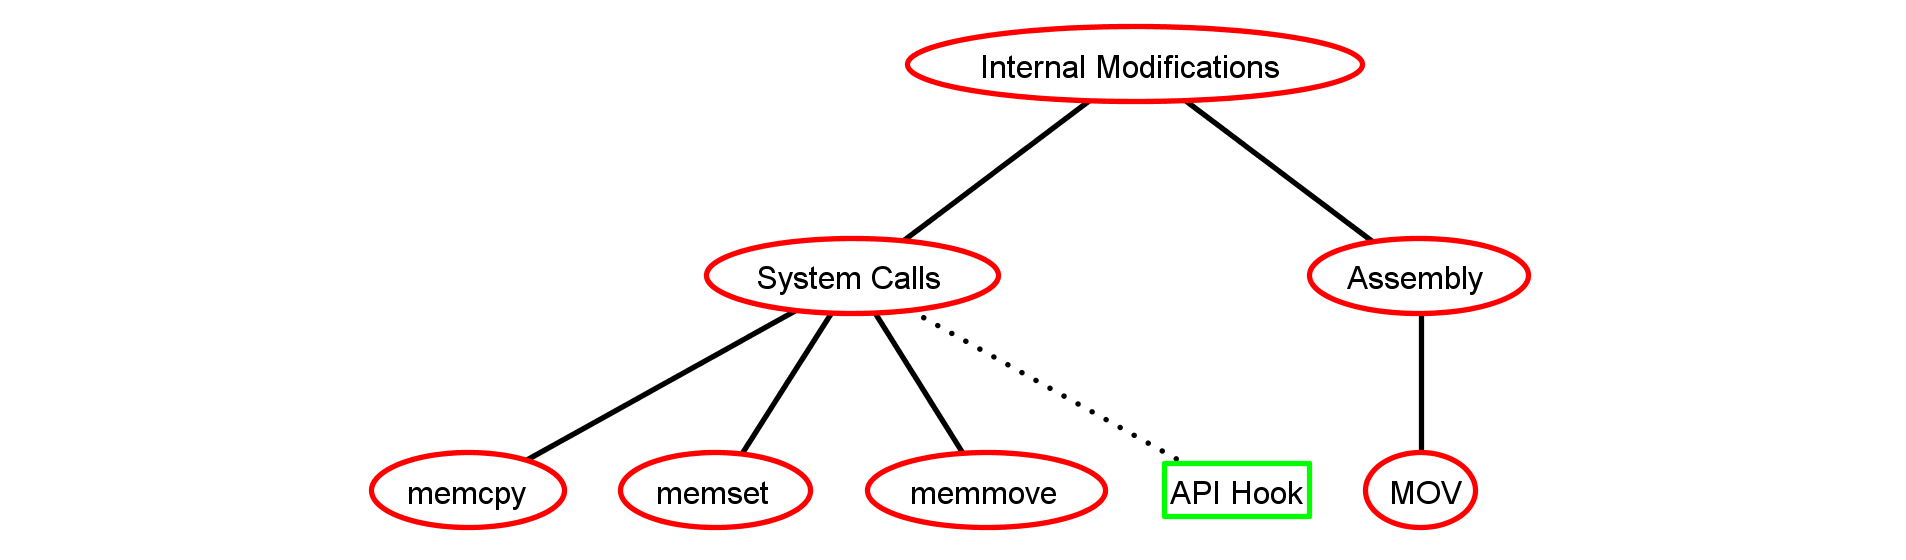 Internal Modifications
System Calls
Assembly
memcpy
memset
memmove
API Hook
MOV